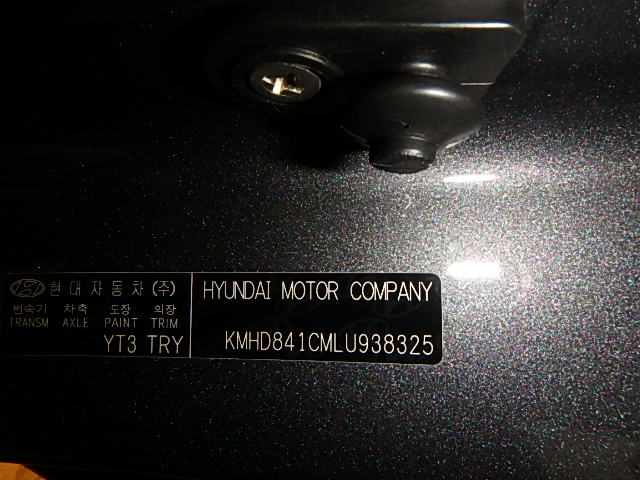 현대자동차(주)
변속기 차축 도장 의장
TRANSM AXLE PAINT TRIM
YT3 TRY
HYUNDAI MOTOR COMPANY
KMHD841CMLU938325